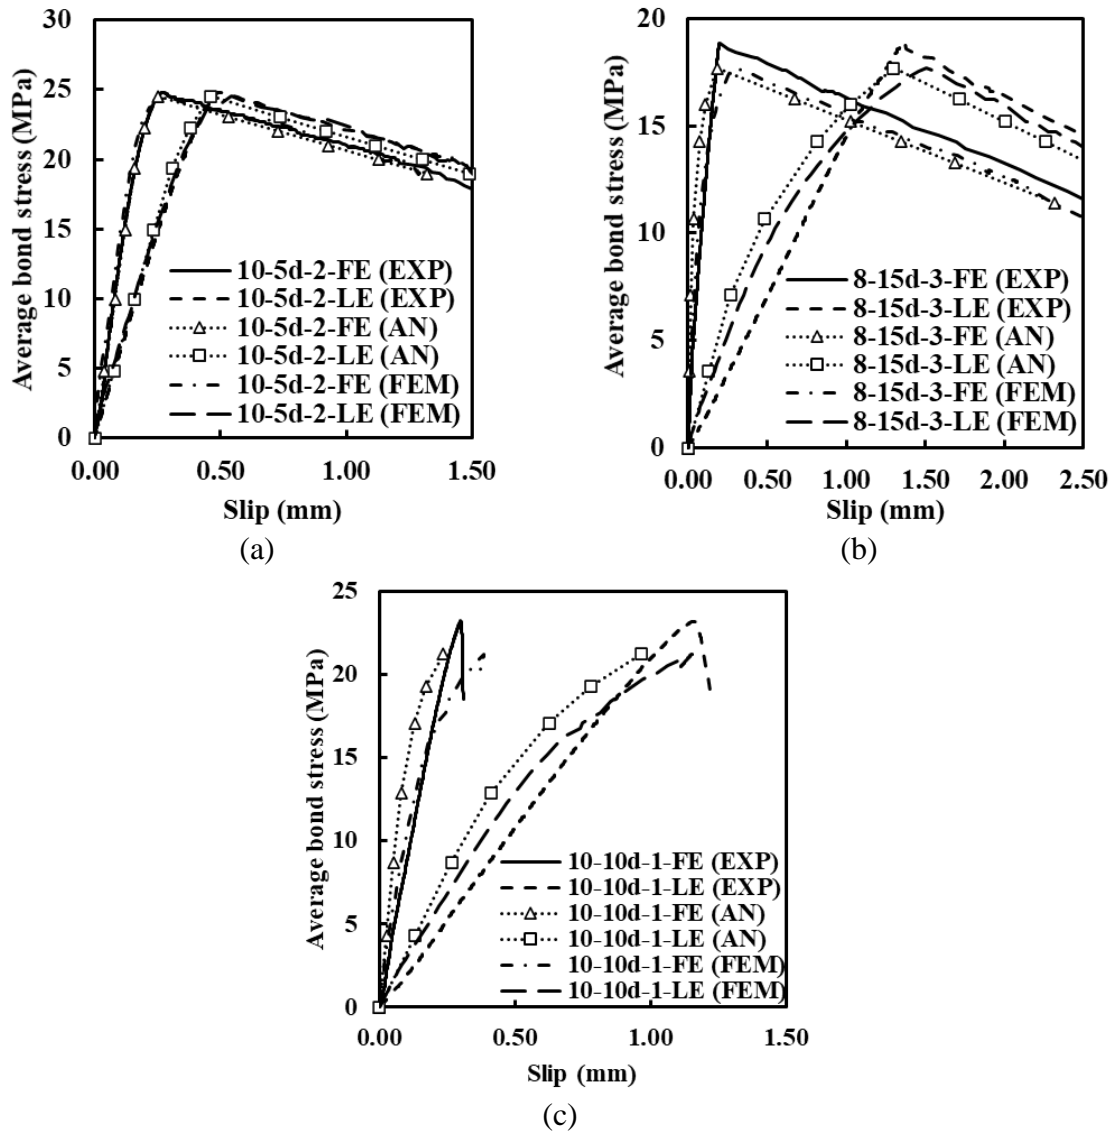 30
25
20
15
10
5
0
Average bond stress (MPa)
10-5d-2-FE (EXP)
10-5d-2-LE (EXP)
10-5d-2-FE (AN)
10-5d-2-LE (AN)
10-5d-2-FE (FEM)
10-5d-2-LE (FEM)
0.00 0.50 1.00 1.50
Slip (mm)
(a)
20
15
10
5
0
Average bond stress (MPa)
8-15d-3-FE (EXP)
8-15d-3-LE (EXP)
8-15d-3-FE (AN)
8-15d-3-LE (AN)
8-15d-3-FE (FEM)
8-15d-3-LE (FEM)
0.00 0.50 1.00 1.50 2.00 2.50
Slip (mm)
(b)
25
20
15
10
5
0
Average bond stress (MPa)
10-10d-1-FE (EXP)
10-10d-1-LE (EXP)
10-10d-1-FE (AN)
10-10d-1-LE (AN)
10-10d-1-FE (FEM)
10-10d-1-LE (FEM)
0.00 0.50 1.00 1.50
Slip (mm)
(c)